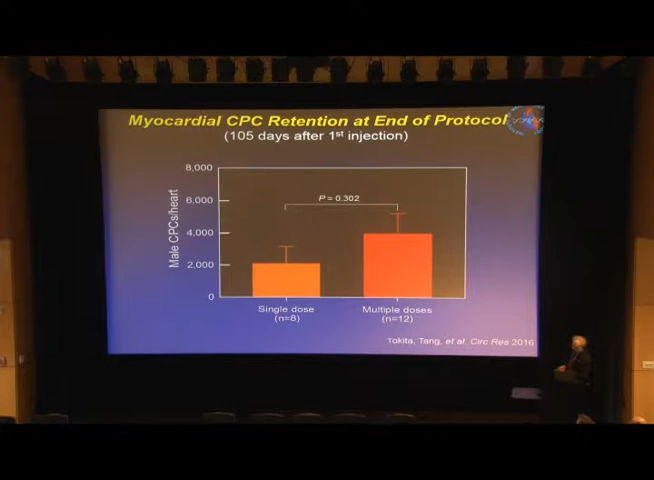 Myocardial CPC Retention at End of Protocol
(105 days after 1st injection)
8,000
6,000
4,000
2,000
0
Male CPCs/heart
P = 0.302
Single dose
(n=8)
Multiple doses
(n=12)
Tokita, Tang, et al. Circ Res 2016